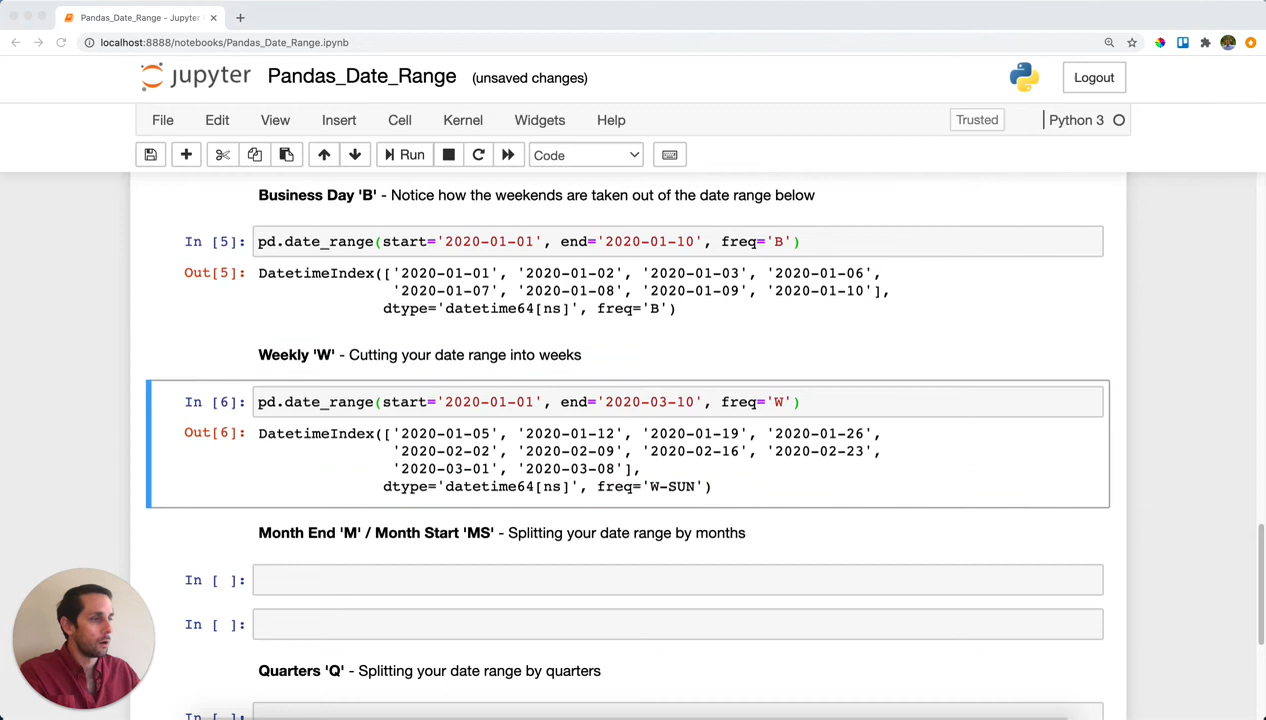 Pandas_Date_Range - Jupyter
localhost:8888/notebooks/Pandas_Date_Range.ipynb
jupyter Pandas_Date_Range (unsaved changes)
Logout
File Edit View Insert Cell Kernel Widgets Help
Trusted
Python 3
Run
Code
Business Day 'B' - Notice how the weekends are taken out of the date range below
In [5]: pd.date_range(start='2020-01-01', end='2020-01-10', freq='B')
Out[5]: DatetimeIndex(['2020-01-01', '2020-01-02', '2020-01-03', '2020-01-06',
'2020-01-07', '2020-01-08', '2020-01-09', '2020-01-10'],
dtype='datetime64[ns]', freq='B')
Weekly 'W' - Cutting your date range into weeks
In [6]: pd.date_range(start='2020-01-01', end='2020-03-10', freq='W')
Out[6]: DatetimeIndex(['2020-01-05', '2020-01-12', '2020-01-19', '2020-01-26',
'2020-02-02', '2020-02-09', '2020-02-16', '2020-02-23',
'2020-03-01', '2020-03-08'],
dtype='datetime64[ns]', freq='W-SUN')
Month End 'M' / Month Start 'MS' - Splitting your date range by months
In [ ]:
In [ ]:
Quarters 'Q' - Splitting your date range by quarters
In [ ]: